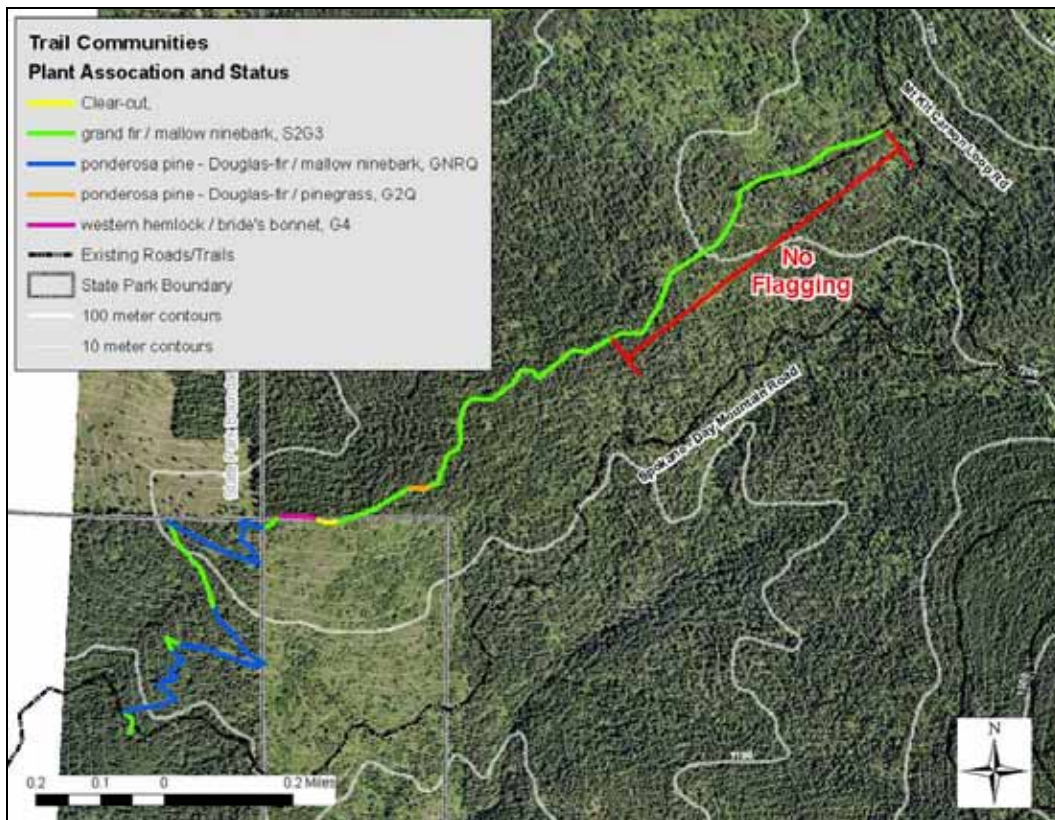 Trail Communities
Plant Assocation and Status
Clear-cut,
grand fir / mallow ninebark, S2G3
ponderosa pine - Douglas-fir / mallow ninebark, GNRQ
ponderosa pine - Douglas-fir / pinegrass, G2Q
western hemlock / bride's bonnet, G4
Existing Roads/Trails
State Park Boundary
100 meter contours
10 meter contours
Mt Kit Carson Loop Rd
No
Flagging
Spokane - Day Mountain Road
State Park
1100
N
0.2 0.1 0 0.2 Miles